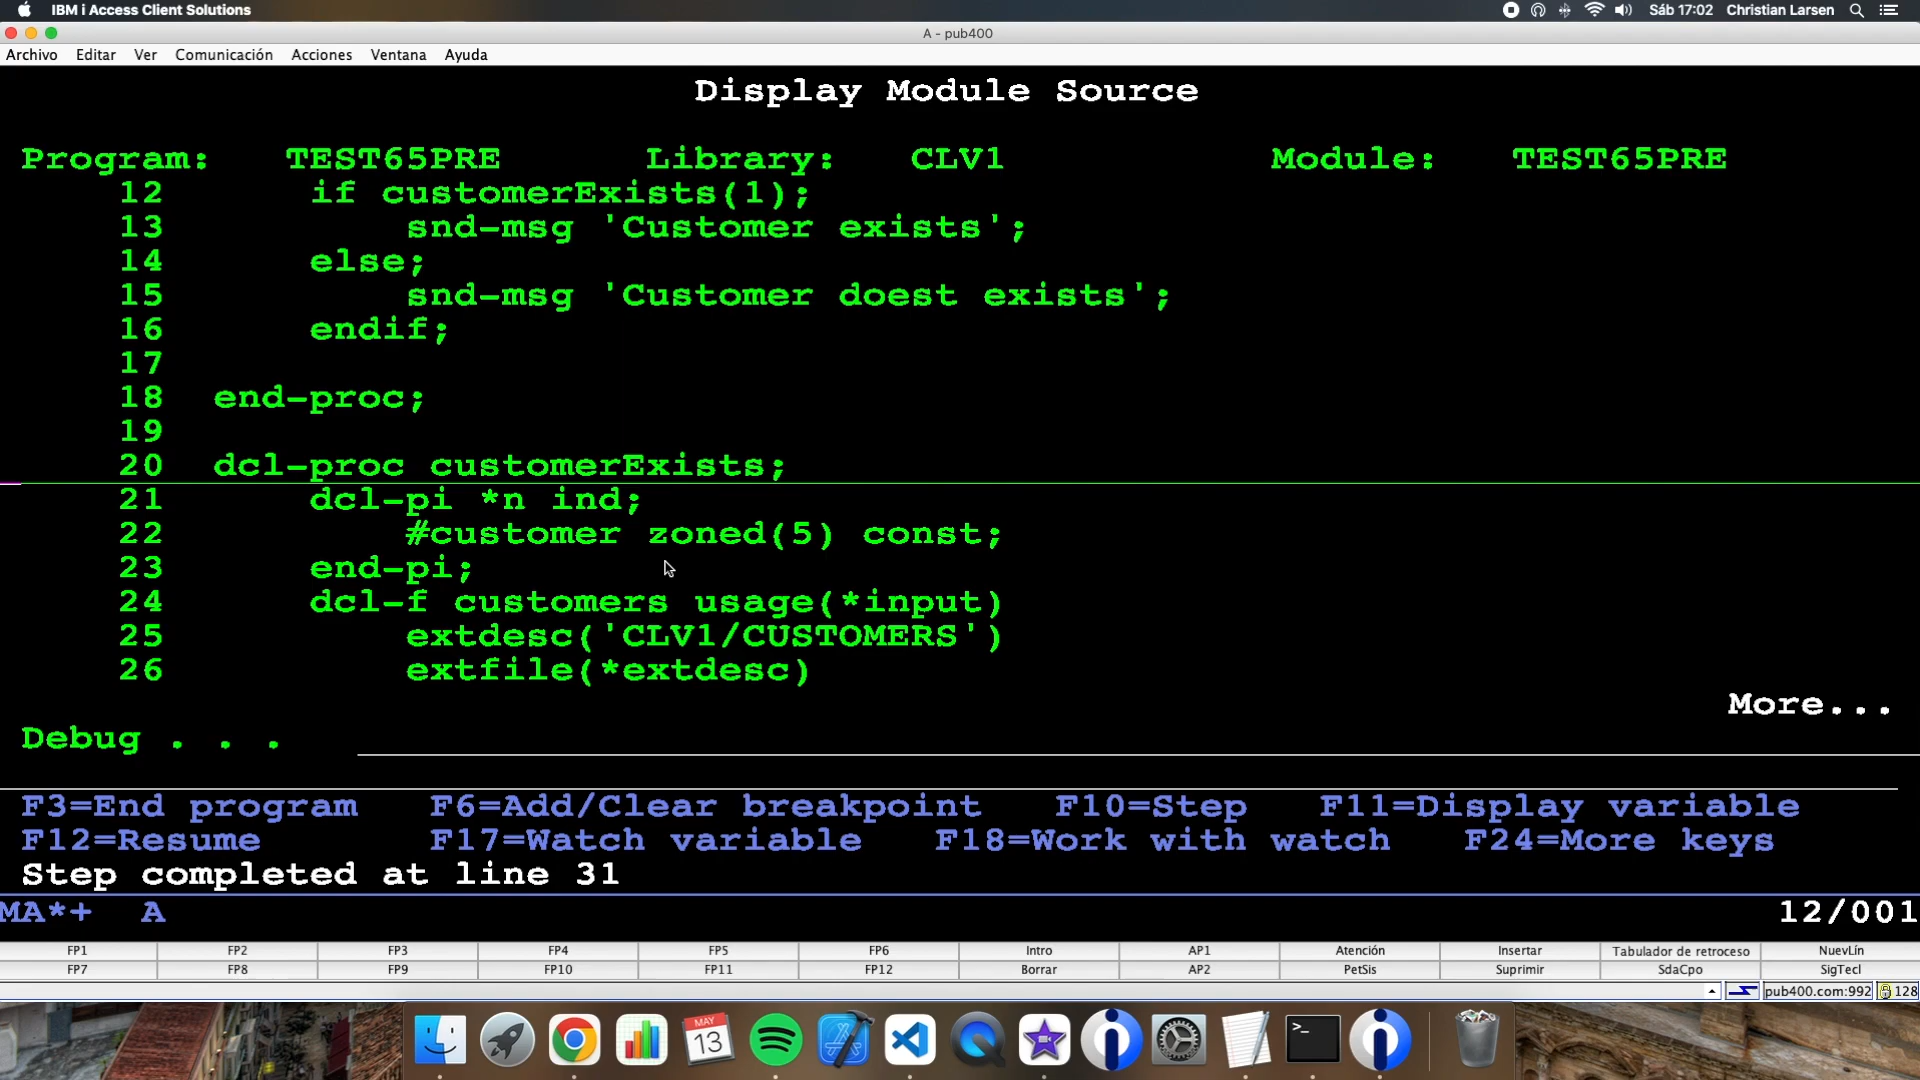 IBM i Access Client Solutions
Sáb 17:02 Christian Larsen
A - pub400
Archivo Editar Ver Comunicación Acciones Ventana Ayuda
Display Module Source
Program: TEST65PRE Library: CLV1 Module: TEST65PRE
12 if customerExists(1);
13 snd-msg 'Customer exists';
14 else;
15 snd-msg 'Customer doest exists';
16 endif;
17
18 end-proc;
19
20 dcl-proc customerExists;
21 dcl-pi *n ind;
22 #customer zoned(5) const;
23 end-pi;
24 dcl-f customers usage(*input)
25 extdesc('CLV1/CUSTOMERS')
26 extfile(*extdesc)
More...
Debug . . .
F3=End program F6=Add/Clear breakpoint F10=Step F11=Display variable
F12=Resume F17=Watch variable F18=Work with watch F24=More keys
Step completed at line 31
MA*+ A 12/001
FP1 FP2 FP3 FP4 FP5 FP6 Intro AP1 Atención Insertar Tabulador de retroceso NuevLín
FP7 FP8 FP9 FP10 FP11 FP12 Borrar AP2 PetSis Suprimir SdaCpo SigTecl
pub400.com:992 128
MAY
13
>_